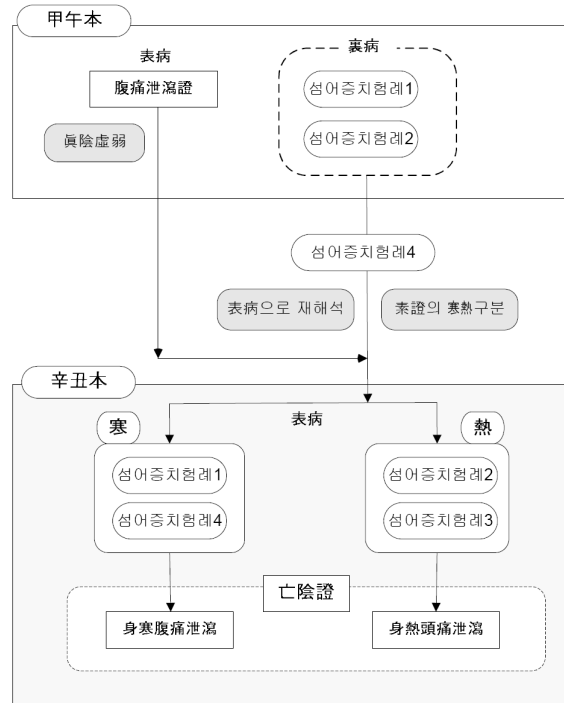 甲午本
表病
腹痛泄瀉證
眞陰虛弱
裏病
섬어증치험례1
섬어증치험례2
섬어증치험례4
表病으로 재해석
素證의 寒熱구분
辛丑本
表病
寒
섬어증치험례1
섬어증치험례4
熱
섬어증치험례2
섬어증치험례3
亡陰證
身寒腹痛泄瀉
身熱頭痛泄瀉